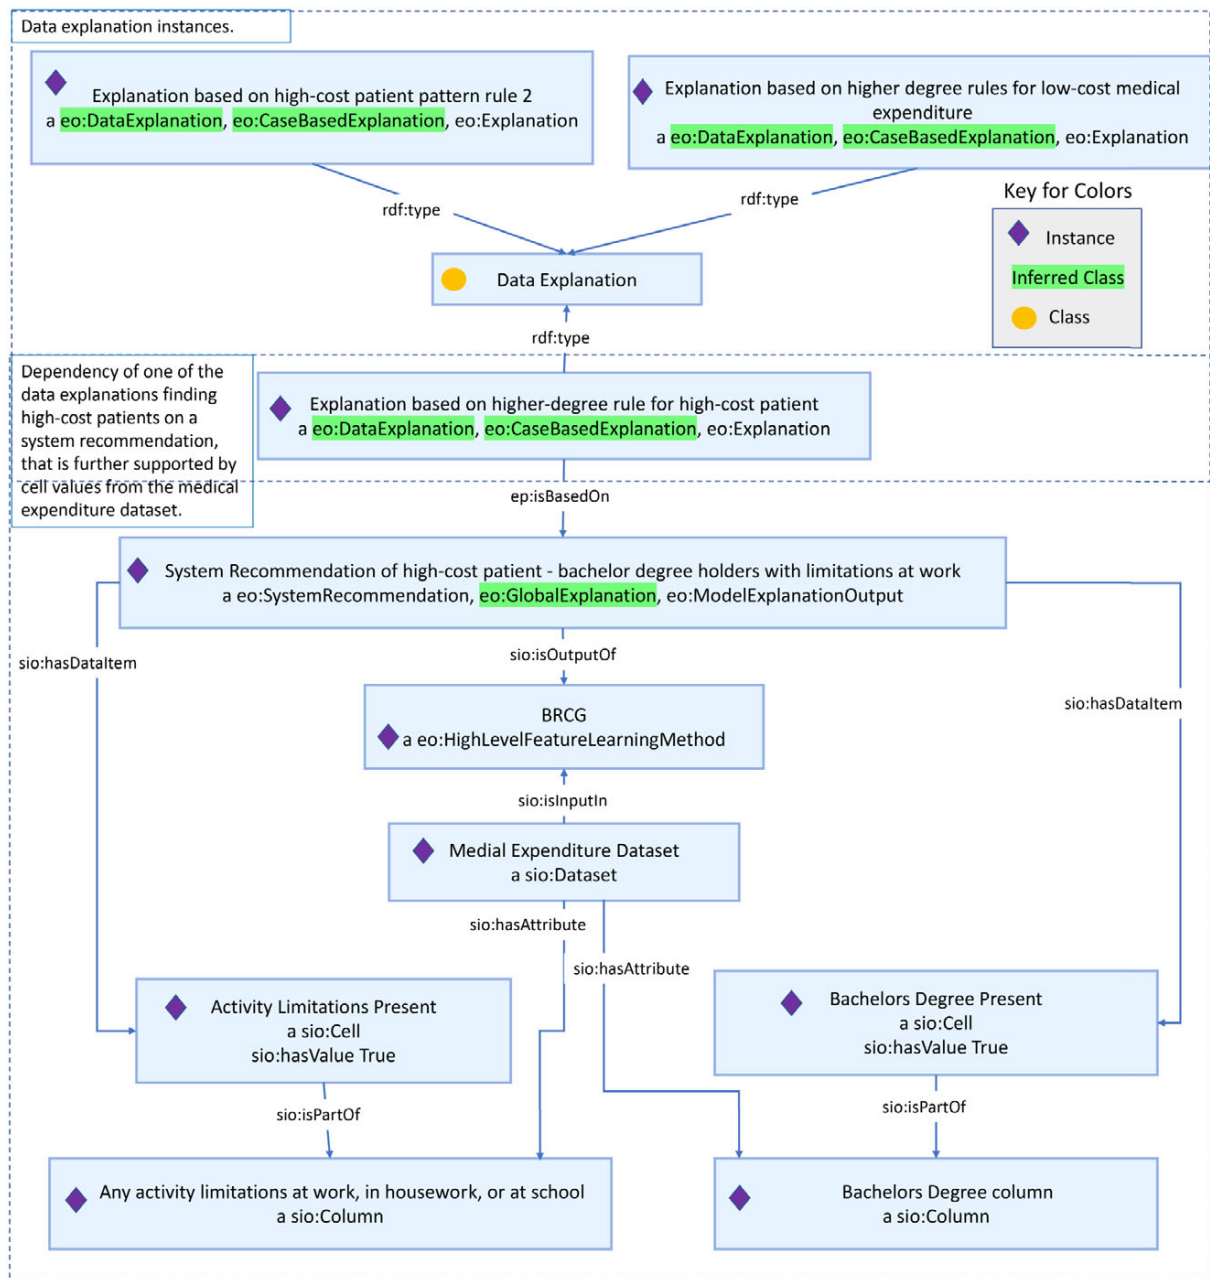 Data explanation instances.
Explanation based on high-cost patient pattern rule 2
a eo:DataExplanation, eo:CaseBasedExplanation, eo:Explanation
Explanation based on higher degree rules for low-cost medical
expenditure
a eo:DataExplanation, eo:CaseBasedExplanation, eo:Explanation
rdf:type
rdf:type
Key for Colors
Instance
Inferred Class
Class
Data Explanation
rdf:type
Dependency of one of the
data explanations finding
high-cost patients on a
system recommendation,
that is further supported by
cell values from the medical
expenditure dataset.
Explanation based on higher-degree rule for high-cost patient
a eo:DataExplanation, eo:CaseBasedExplanation, eo:Explanation
ep:isBasedOn
System Recommendation of high-cost patient - bachelor degree holders with limitations at work
a eo:SystemRecommendation, eo:GlobalExplanation, eo:ModelExplanationOutput
sio:hasDataItem
sio:isOutputOf
sio:hasDataItem
BRCG
a eo:HighLevelFeatureLearningMethod
sio:isInputIn
Medial Expenditure Dataset
a sio:Dataset
sio:hasAttribute
sio:hasAttribute
Activity Limitations Present
a sio:Cell
sio:hasValue True
Bachelors Degree Present
a sio:Cell
sio:hasValue True
sio:isPartOf
sio:isPartOf
Any activity limitations at work, in housework, or at school
a sio:Column
Bachelors Degree column
a sio:Column